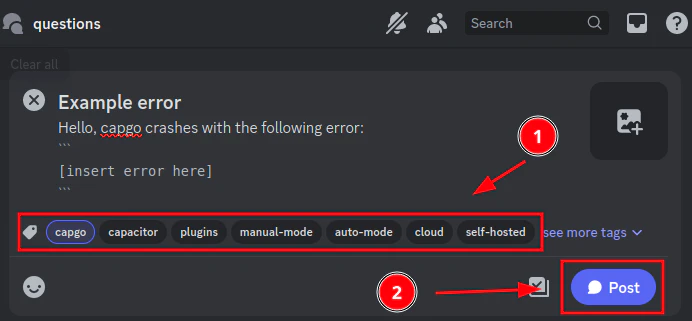 questions
Search
Clear all
Example error
Hello, capgo crashes with the following error:
```
[insert error here]
```
1
capgo capacitor plugins manual-mode auto-mode cloud self-hosted see more tags
2
Post